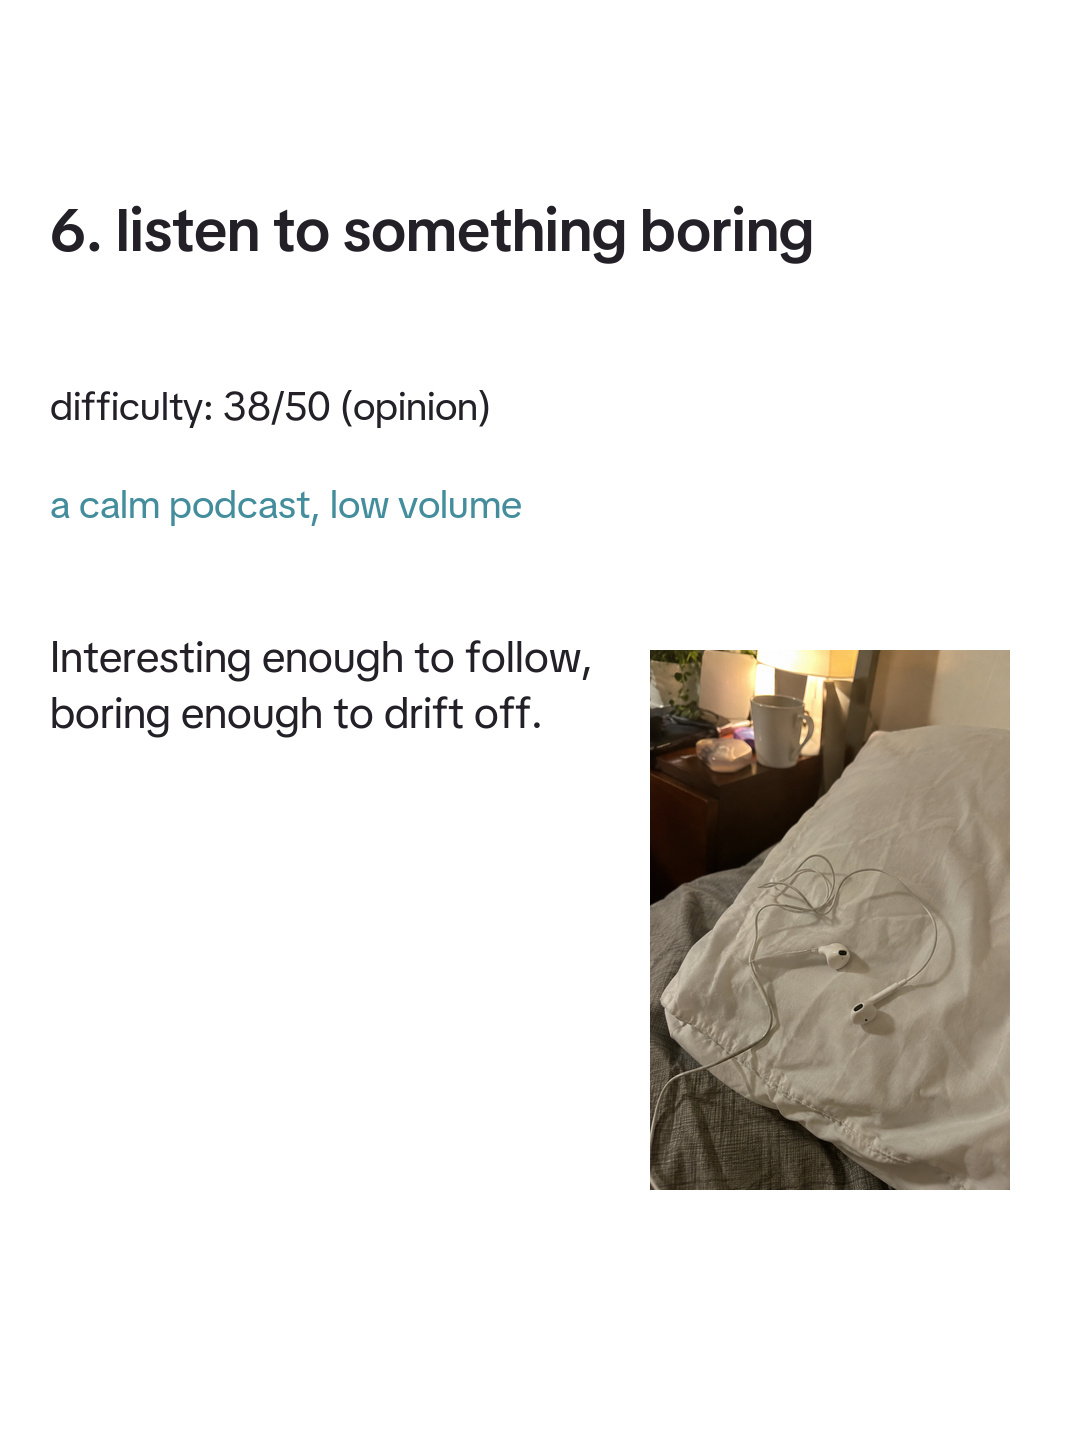 6. listen to something boring
difficulty: 38/50 (opinion)
a calm podcast, low volume
Interesting enough to follow,
boring enough to drift off.